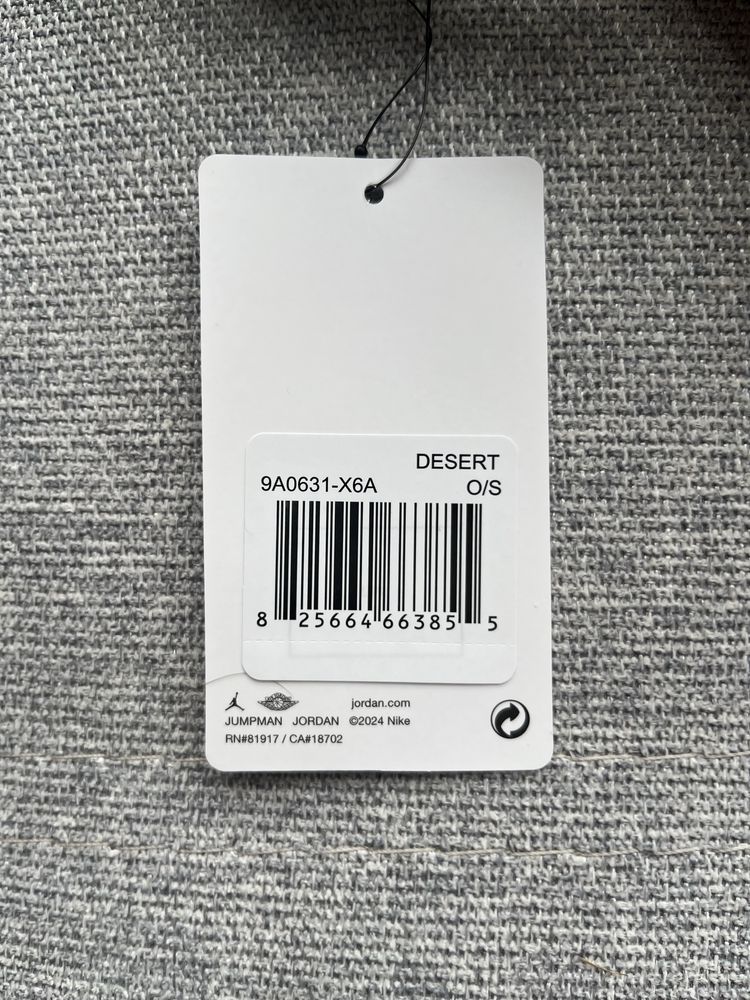 DESERT
9A0631-X6A O/S
8 25664 66385 5
jordan.com
JUMPMAN JORDAN ©2024 Nike
RN#81917 / CA#18702